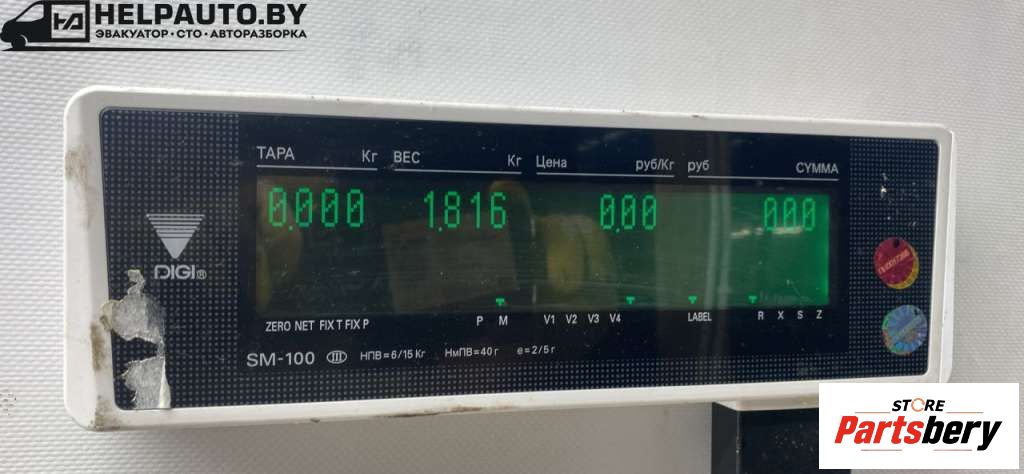 HELPAUTO.BY
ЭВАКУАТОР • СТО • АВТОРАЗБОРКА
ТАРА Кг ВЕС Кг Цена руб/Кг руб СУММА
0.000 1.816 0.00 0.00
DIGI®
ZERO NET FIX T FIX P P M V1 V2 V3 V4 LABEL R X S Z
SM-100 III НПВ=6/15 Кг НмПВ=40 г e=2/5 г
STORE
Partsbery